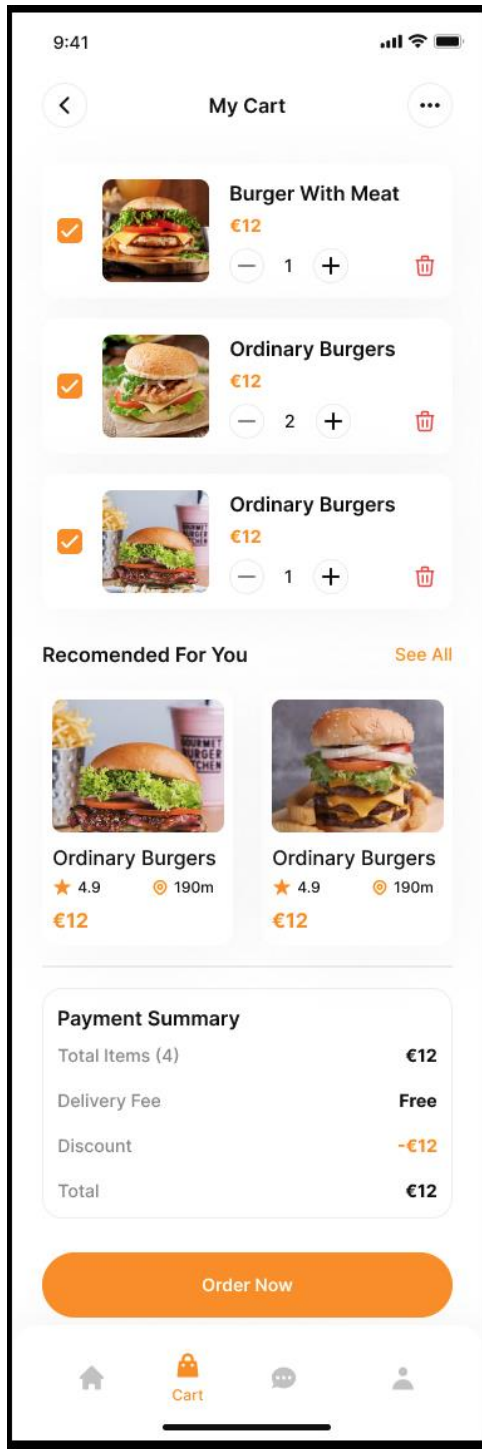 9:41
My Cart
Burger With Meat
€12
1
Ordinary Burgers
€12
2
Ordinary Burgers
€12
1
Recomended For You See All
Ordinary Burgers Ordinary Burgers
4.9 190m 4.9 190m
€12 €12
Payment Summary
Total Items (4) €12
Delivery Fee Free
Discount -€12
Total €12
Order Now
Cart